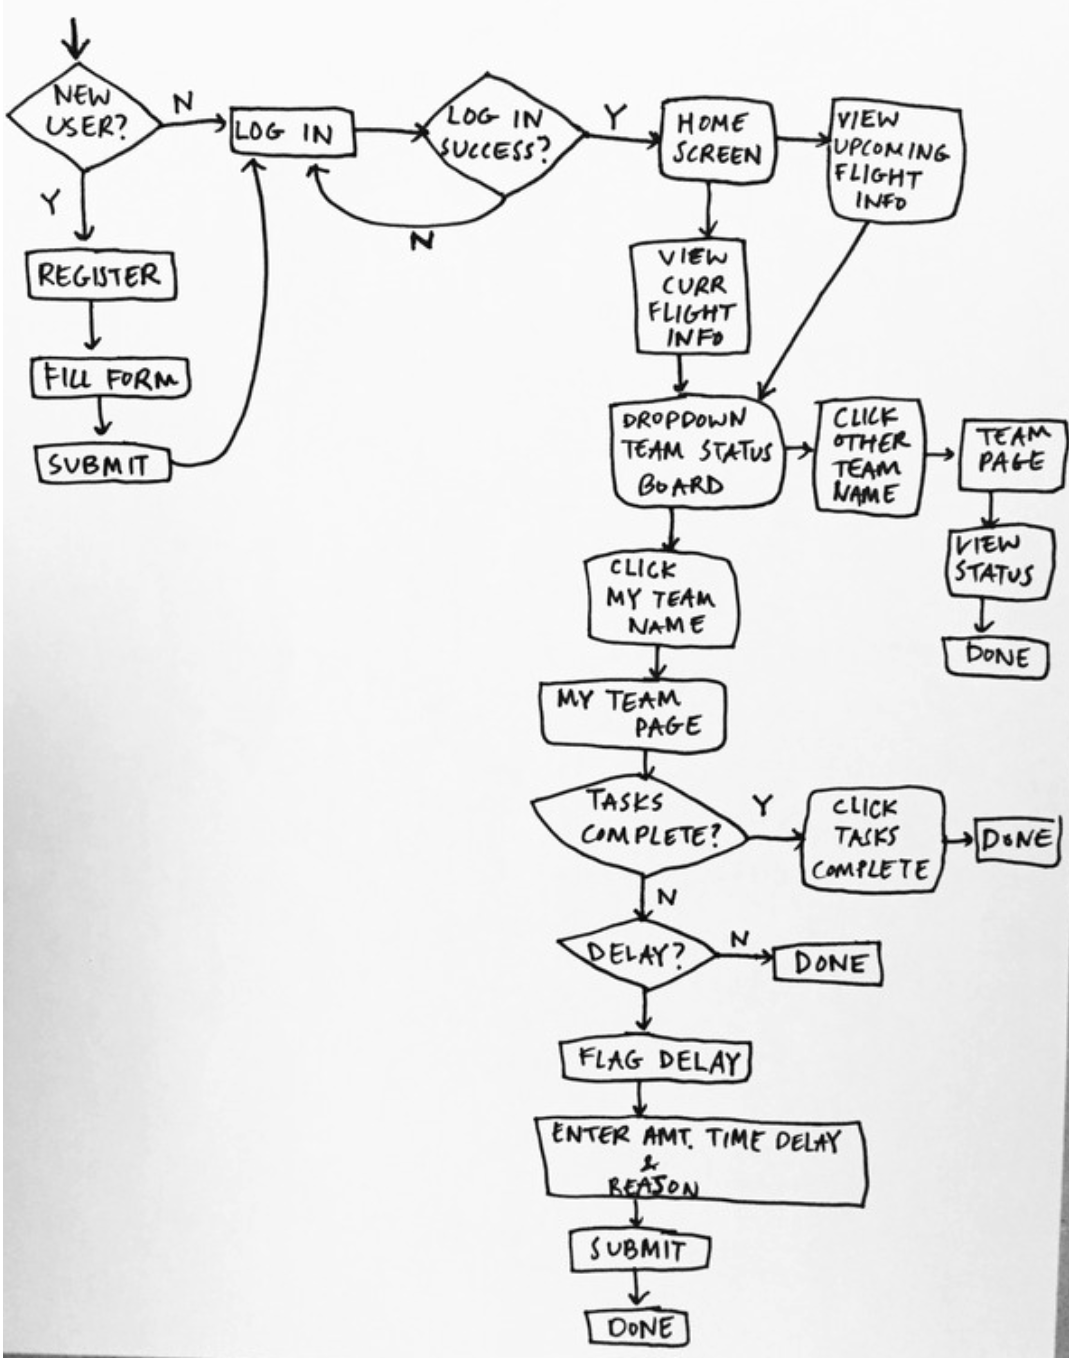 NEW
USER?
N
Y
LOG IN
LOG IN
SUCCESS?
Y
N
HOME
SCREEN
VIEW
UPCOMING
FLIGHT
INFO
REGISTER
FILL FORM
SUBMIT
VIEW
CURR
FLIGHT
INFO
DROPDOWN
TEAM STATUS
BOARD
CLICK
OTHER
TEAM
NAME
TEAM
PAGE
VIEW
STATUS
DONE
CLICK
MY TEAM
NAME
MY TEAM
PAGE
TASKS
COMPLETE?
Y
CLICK
TASKS
COMPLETE
DONE
N
DELAY?
N
DONE
FLAG DELAY
ENTER AMT. TIME DELAY
&
REASON
SUBMIT
DONE